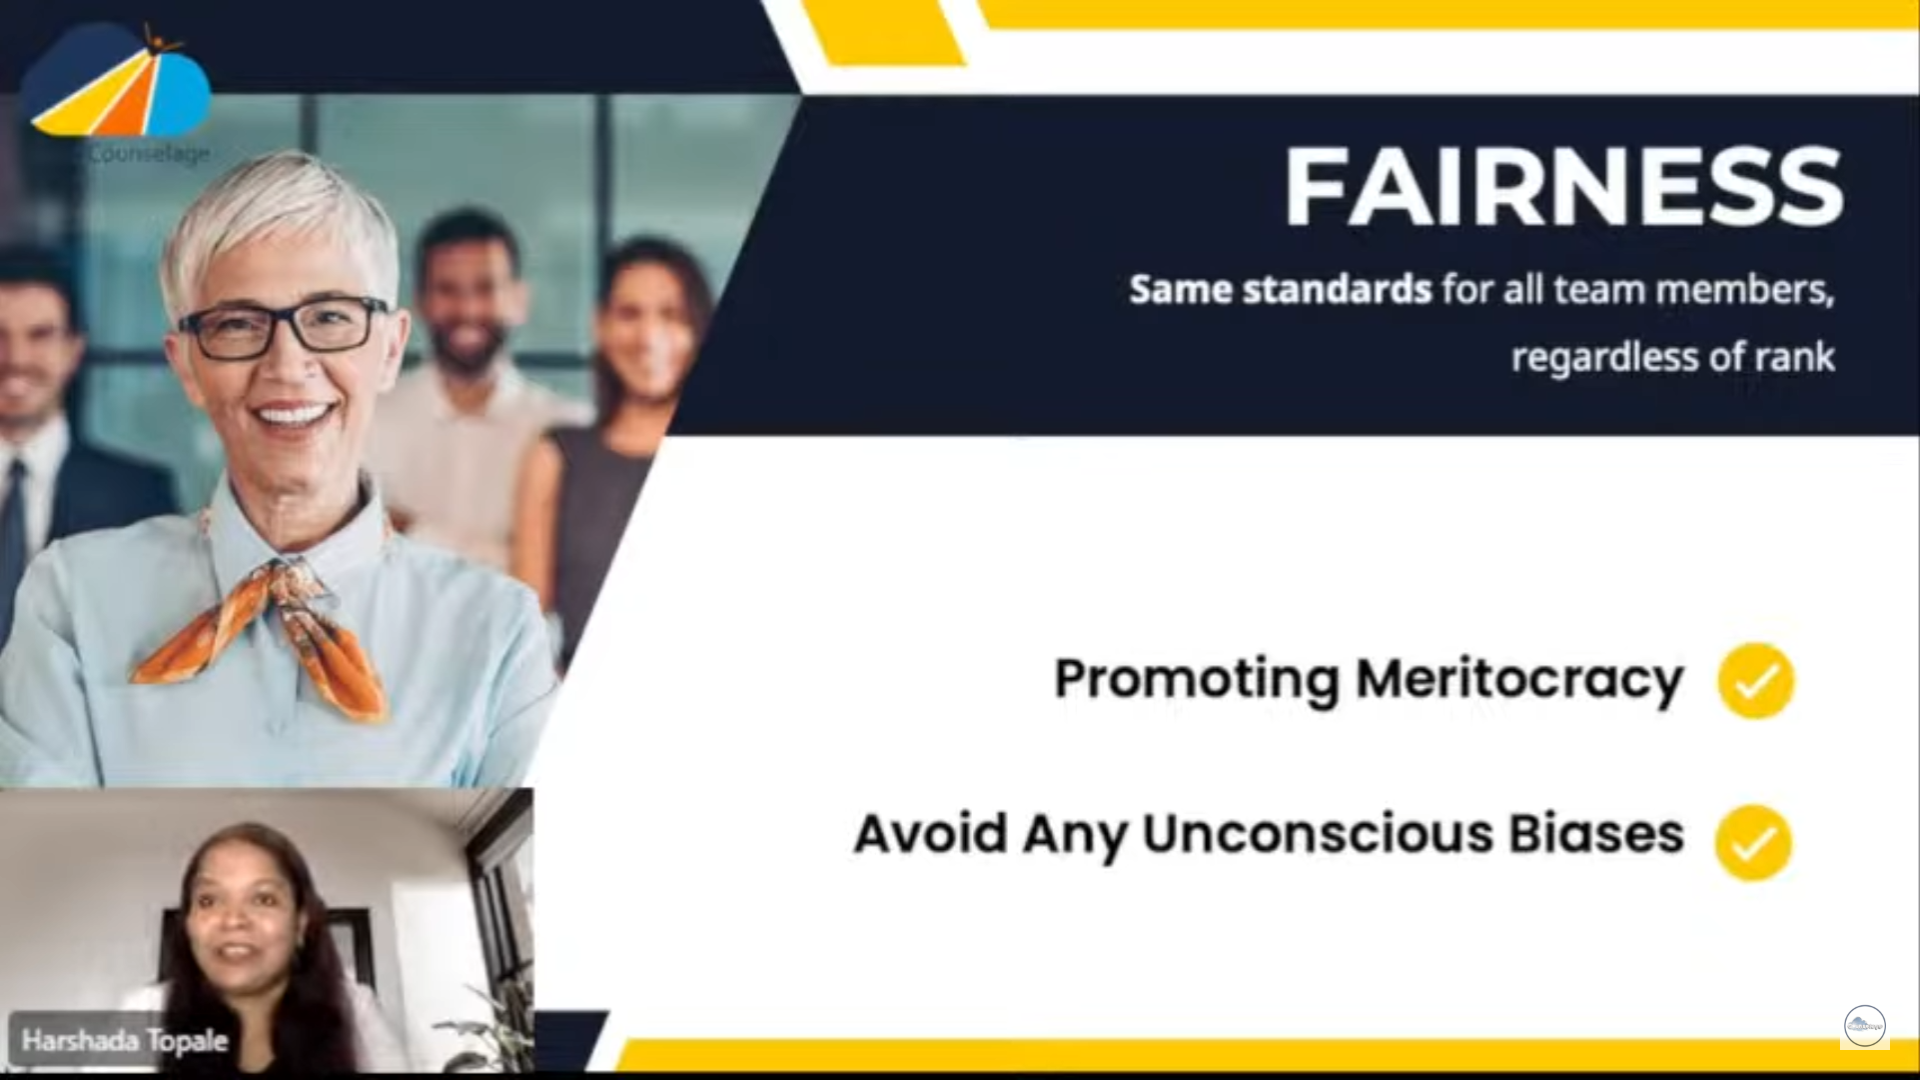 Counselage
FAIRNESS
Same standards for all team members,
regardless of rank
Promoting Meritocracy
Avoid Any Unconscious Biases
Harshada Topale